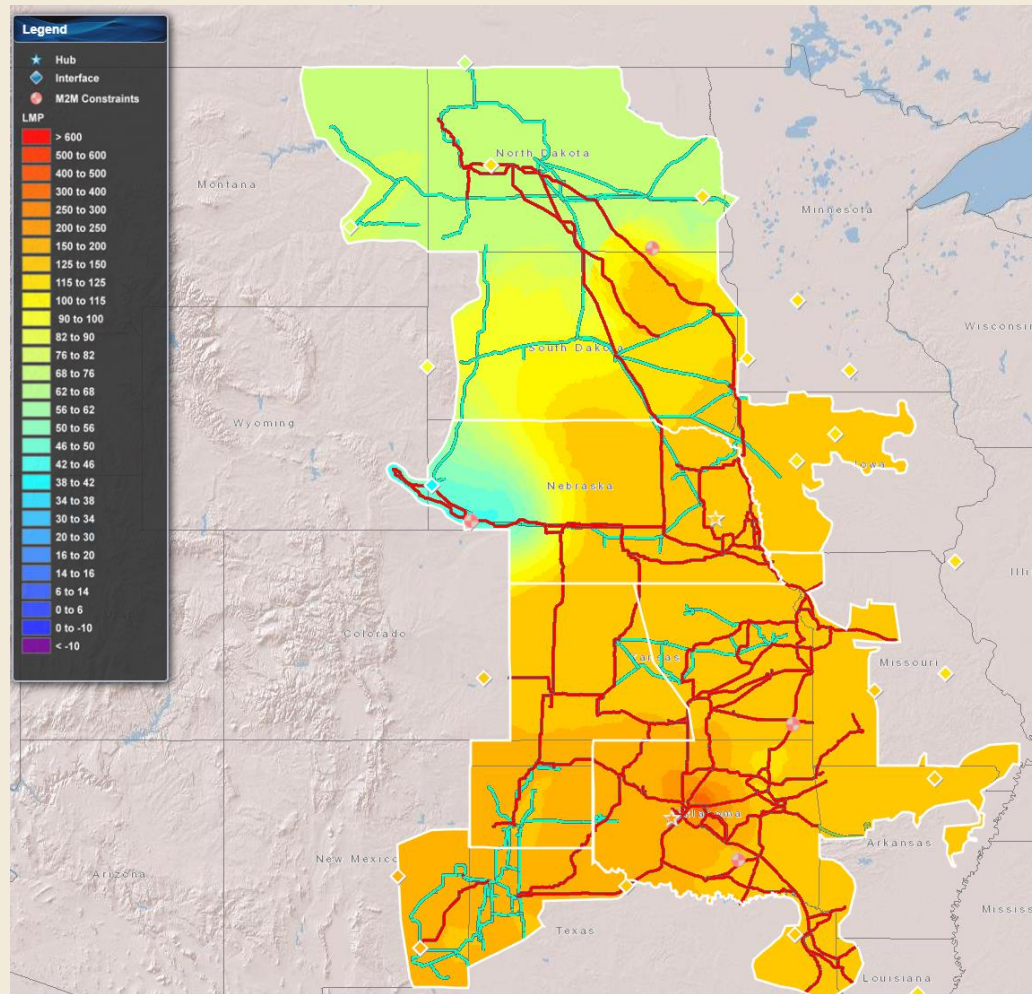 Legend
Hub
Interface
M2M Constraints
LMP
> 600
500 to 600
400 to 500
300 to 400
250 to 300
200 to 250
150 to 200
125 to 150
115 to 125
100 to 115
90 to 100
82 to 90
76 to 82
68 to 76
62 to 68
56 to 62
50 to 56
46 to 50
42 to 46
38 to 42
34 to 38
30 to 34
20 to 30
16 to 20
14 to 16
6 to 14
0 to 6
0 to -10
< -10
North Dakota
Montana
Minnesota
Wisconsin
South Dakota
Wyoming
Iowa
Nebraska
Illi
Colorado
Kansas
Missouri
Oklahoma
Arkansas
New Mexico
Arizona
Mississ
Texas
Louisiana